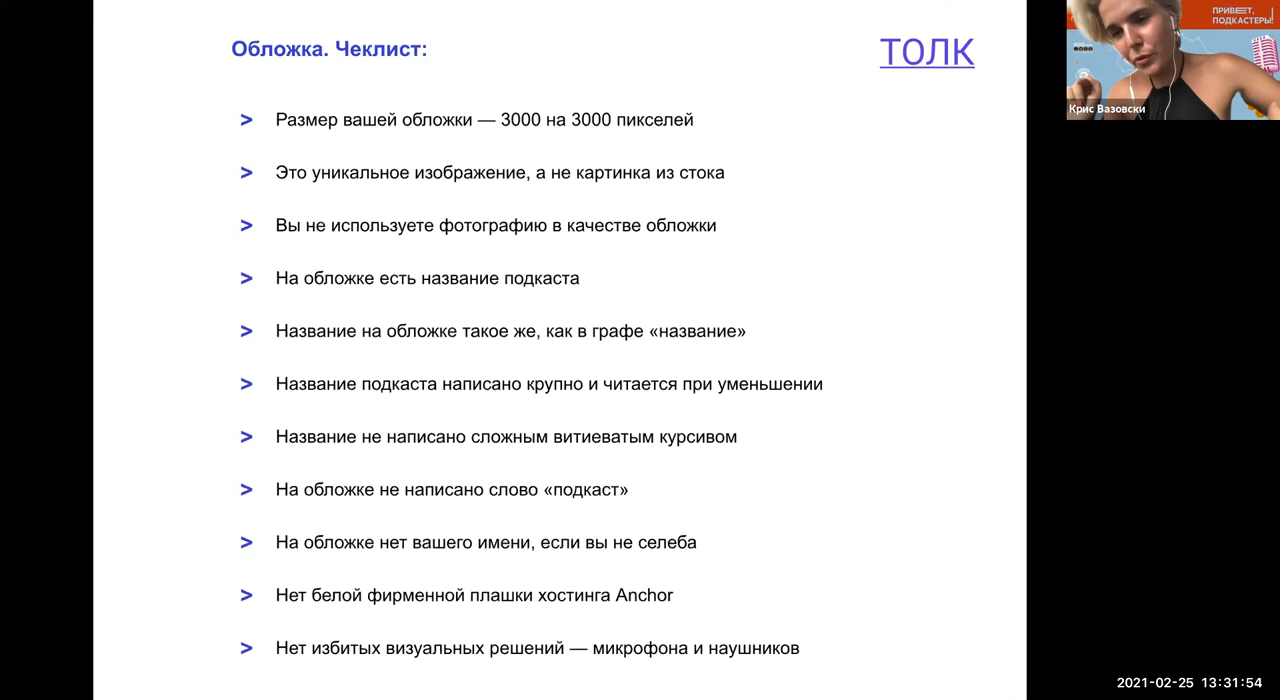 Обложка. Чеклист:
ТОЛК
> Размер вашей обложки — 3000 на 3000 пикселей
> Это уникальное изображение, а не картинка из стока
> Вы не используете фотографию в качестве обложки
> На обложке есть название подкаста
> Название на обложке такое же, как в графе «название»
> Название подкаста написано крупно и читается при уменьшении
> Название не написано сложным витиеватым курсивом
> На обложке не написано слово «подкаст»
> На обложке нет вашего имени, если вы не селеба
> Нет белой фирменной плашки хостинга Anchor
> Нет избитых визуальных решений — микрофона и наушников
ПРИВЕЕТ,
ПОДКАСТЕРЫ!
Крис Вазовски
2021-02-25 13:31:54